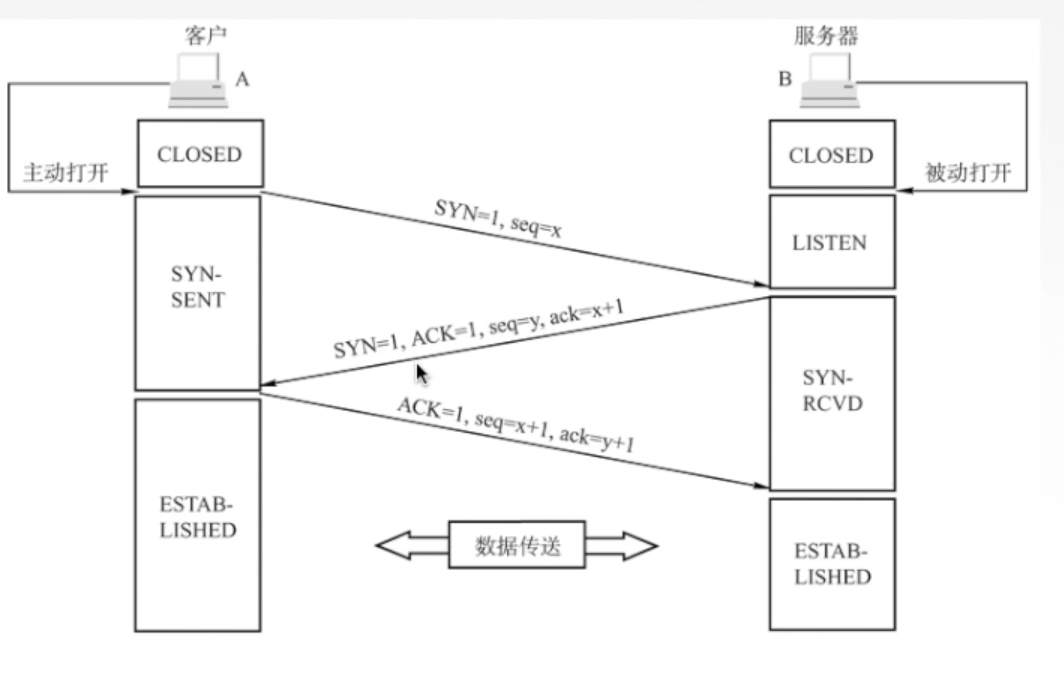 客户
服务器
A
B
CLOSED
CLOSED
主动打开
被动打开
SYN=1, seq=x
LISTEN
SYN-
SENT
SYN=1, ACK=1, seq=y, ack=x+1
SYN-
RCVD
ACK=1, seq=x+1, ack=y+1
ESTAB-
LISHED
数据传送
ESTAB-
LISHED